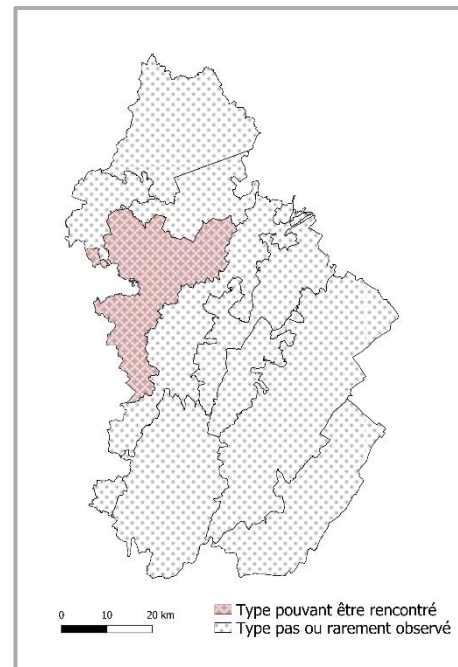 0 10 20 km
Type pouvant être rencontré
Type pas ou rarement observé